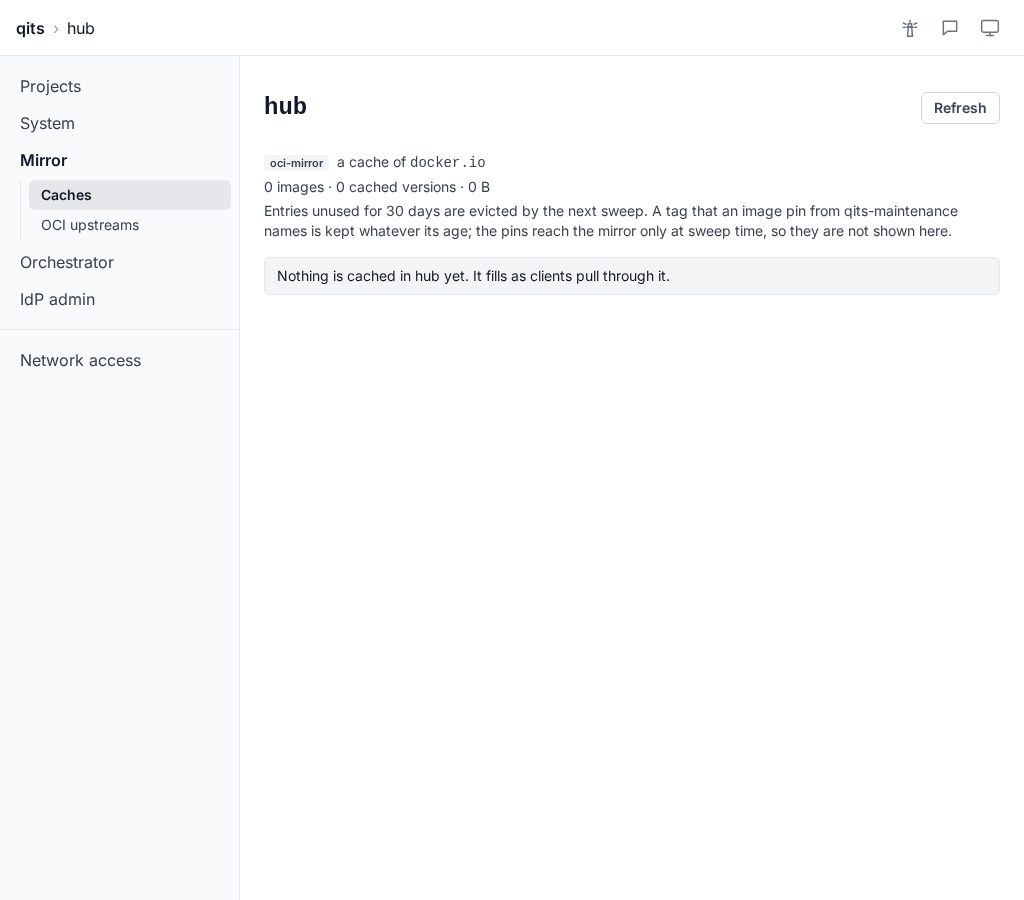 qits › hub
Projects
System
Mirror
Caches
OCI upstreams
Orchestrator
IdP admin
Network access
hub
Refresh
oci-mirror a cache of docker.io
0 images · 0 cached versions · 0 B
Entries unused for 30 days are evicted by the next sweep. A tag that an image pin from qits-maintenance
names is kept whatever its age; the pins reach the mirror only at sweep time, so they are not shown here.
Nothing is cached in hub yet. It fills as clients pull through it.